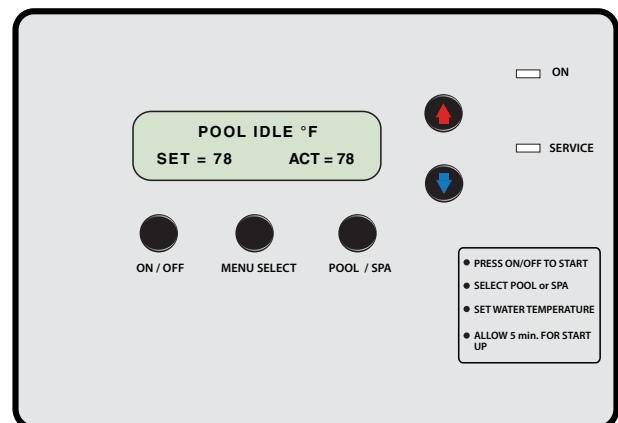 ON
POOL IDLE °F
SET = 78 ACT = 78
SERVICE
ON / OFF MENU SELECT POOL / SPA
● PRESS ON/OFF TO START
● SELECT POOL or SPA
● SET WATER TEMPERATURE
● ALLOW 5 min. FOR START
UP